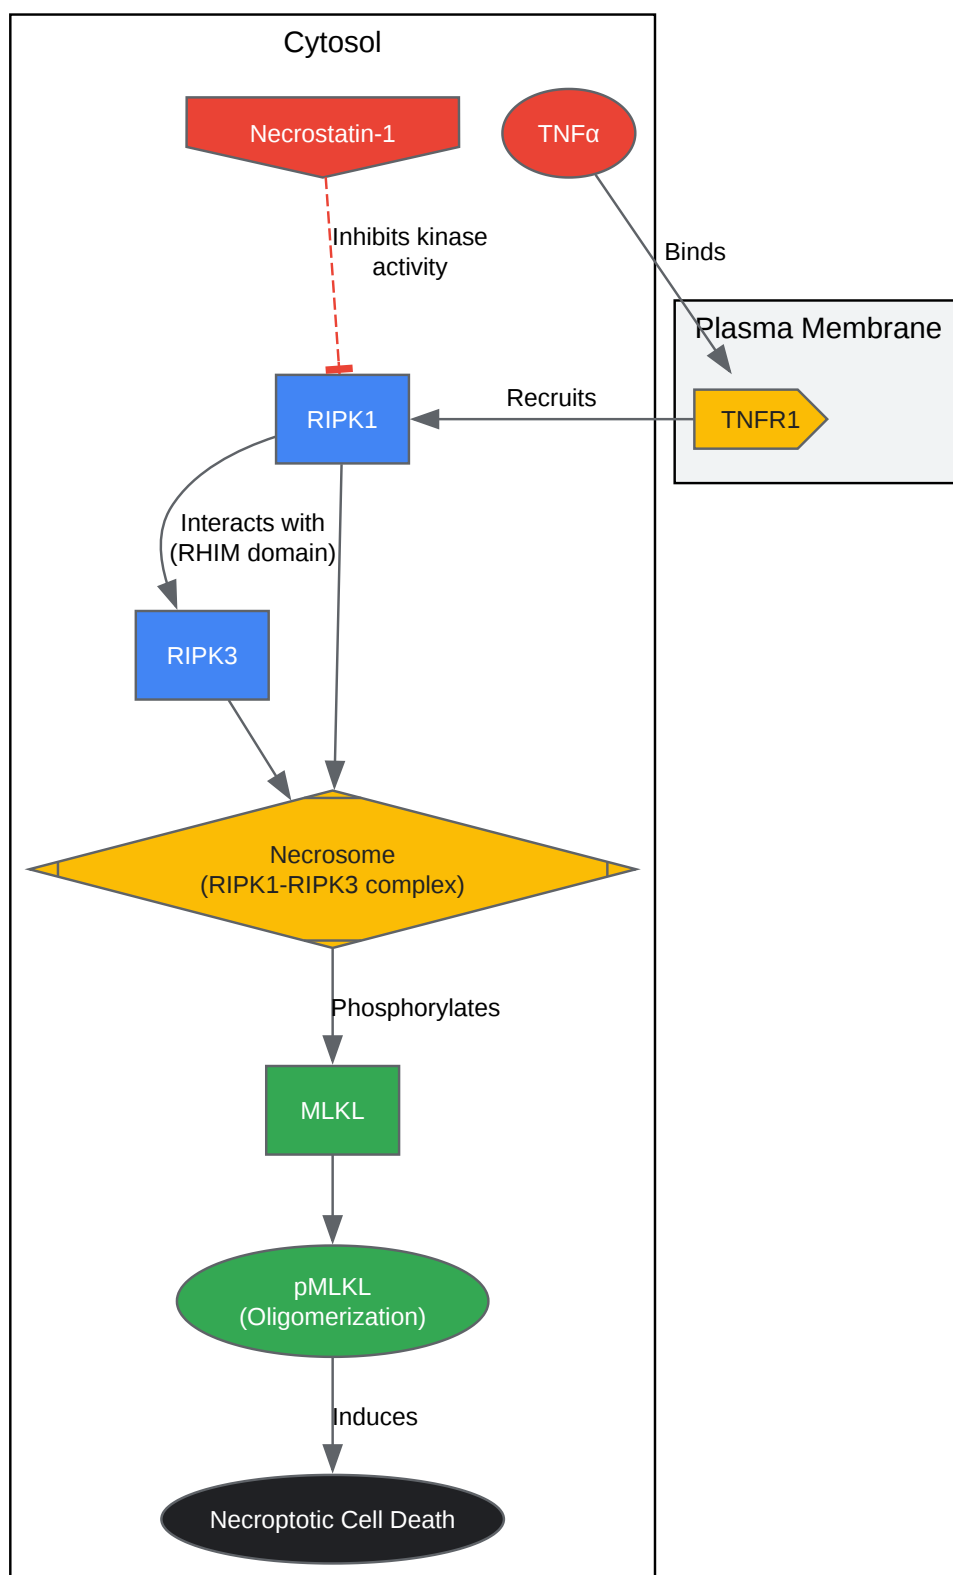 Cytosol
Necrostatin-1
TNFα
Inhibits kinase
activity
Binds
Plasma Membrane
RIPK1
Recruits
TNFR1
Interacts with
(RHIM domain)
RIPK3
Necrosome
(RIPK1-RIPK3 complex)
Phosphorylates
MLKL
pMLKL
(Oligomerization)
Induces
Necroptotic Cell Death